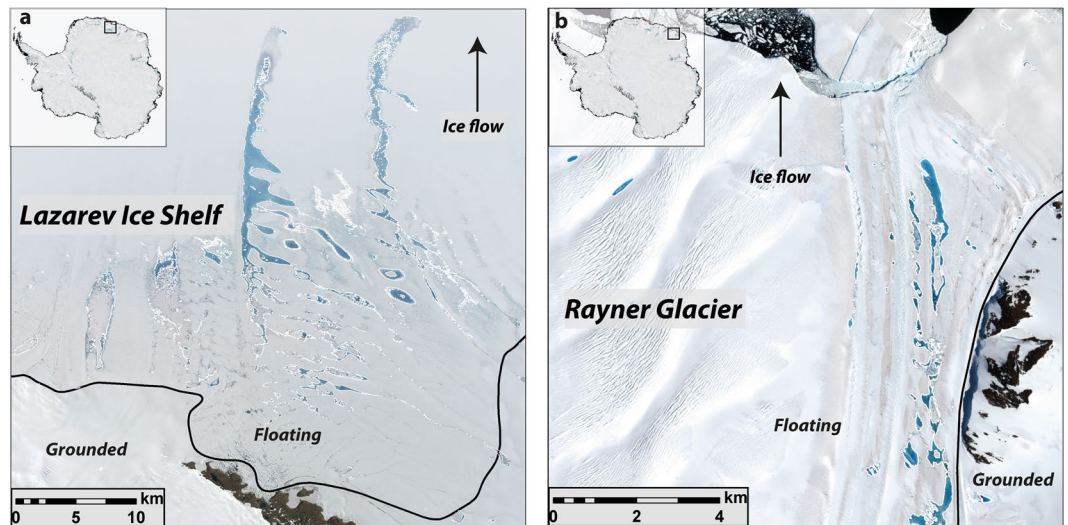 a
Ice flow
Lazarev Ice Shelf
Grounded
Floating
km
0 5 10
b
Ice flow
Rayner Glacier
Floating
Grounded
km
0 2 4